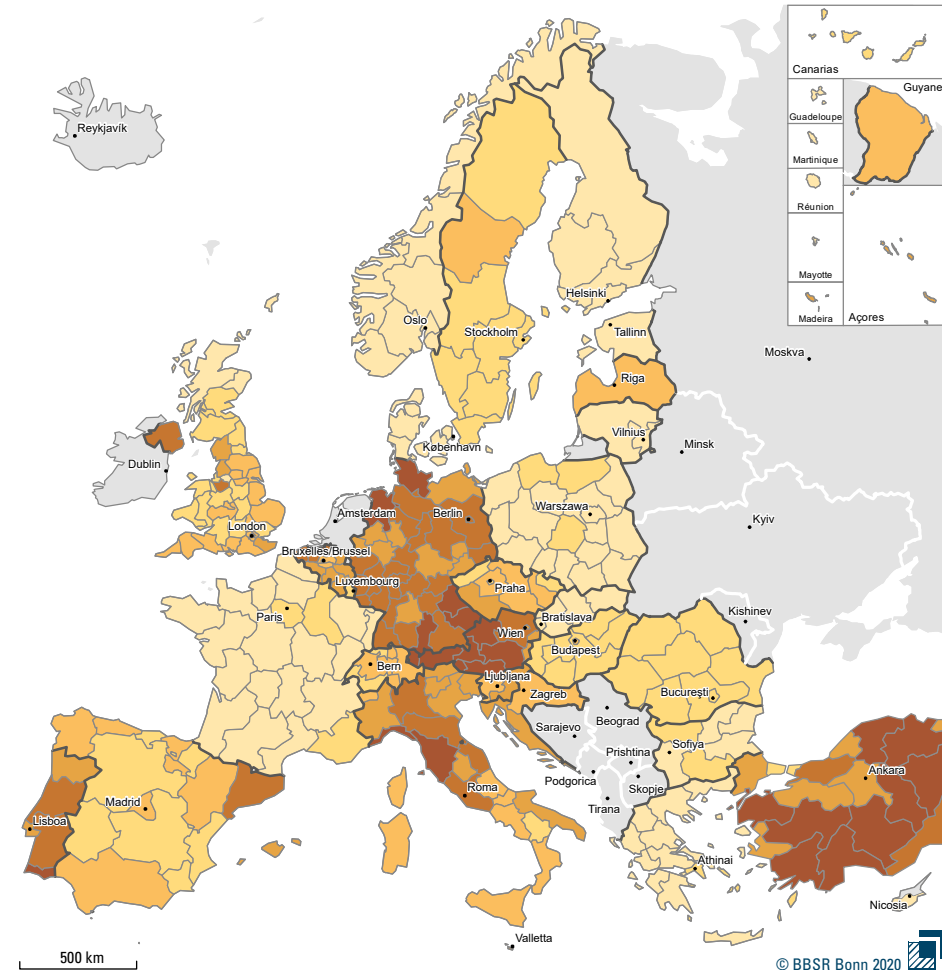 Canarias
Guyane
Guadeloupe
Martinique
Réunion
Mayotte
Madeira
Açores
Reykjavík
Helsinki
Oslo
Stockholm
Tallinn
Moskva
Riga
Vilnius
København
Minsk
Dublin
Warszawa
Amsterdam
Berlin
London
Kyiv
Bruxelles/Brussel
Luxembourg
Praha
Paris
Kishinev
Bratislava
Wien
Budapest
Bern
Ljubljana
Zagreb
Bucureşti
Beograd
Sarajevo
Prishtina
Sofiya
Podgorica
Skopje
Ankara
Roma
Madrid
Tirana
Lisboa
Athinai
Nicosia
Valletta
500 km
© BBSR Bonn 2020